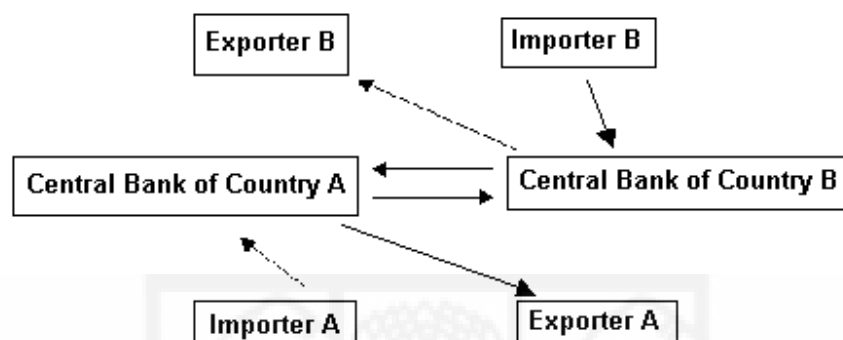 Exporter B
Importer B
Central Bank of Country A
Central Bank of Country B
Importer A
Exporter A